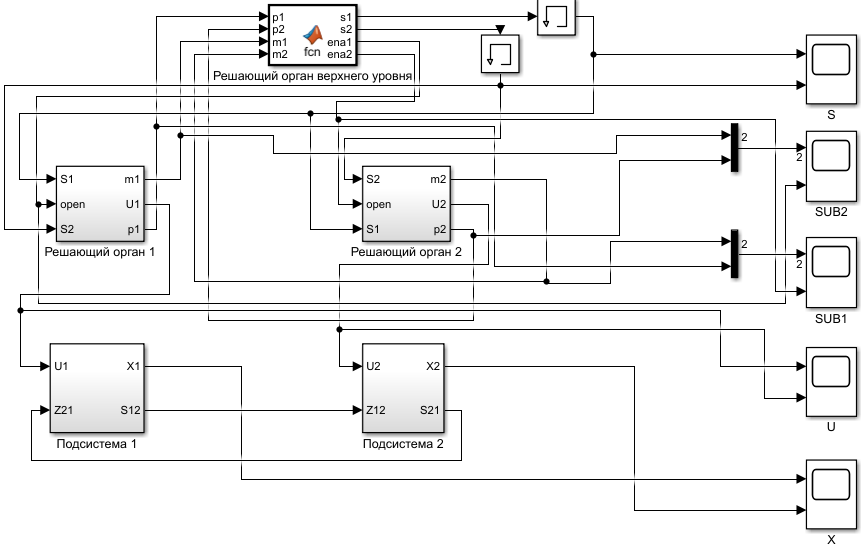 p1 s1
p2 s2
m1 ena1
m2 fcn ena2
Решающий орган верхнего уровня
S
2
2
SUB2
S1 m1
open U1
S2 p1
Решающий орган 1
S2 m2
open U2
S1 p2
Решающий орган 2
2
2
SUB1
U1 X1
Z21 S12
Подсистема 1
U2 X2
Z12 S21
Подсистема 2
U
X